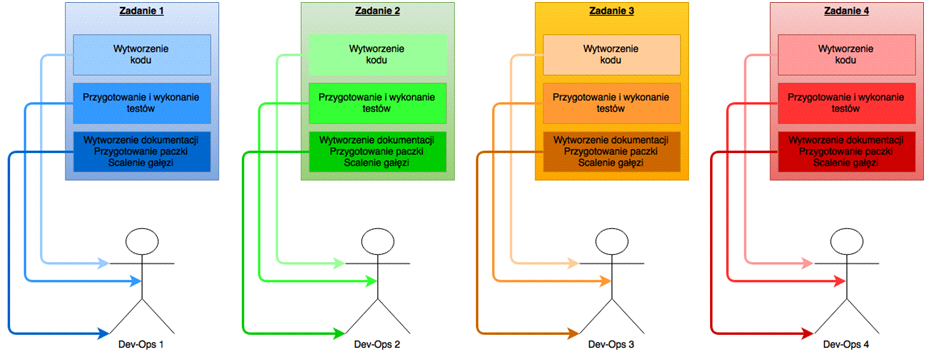 Zadanie 1
Wytworzenie
kodu
Przygotowanie i wykonanie
testów
Wytworzenie dokumentacji
Przygotowanie paczki
Scalenie gałęzi
Dev-Ops 1
Zadanie 2
Wytworzenie
kodu
Przygotowanie i wykonanie
testów
Wytworzenie dokumentacji
Przygotowanie paczki
Scalenie gałęzi
Dev-Ops 2
Zadanie 3
Wytworzenie
kodu
Przygotowanie i wykonanie
testów
Wytworzenie dokumentacji
Przygotowanie paczki
Scalenie gałęzi
Dev-Ops 3
Zadanie 4
Wytworzenie
kodu
Przygotowanie i wykonanie
testów
Wytworzenie dokumentacji
Przygotowanie paczki
Scalenie gałęzi
Dev-Ops 4